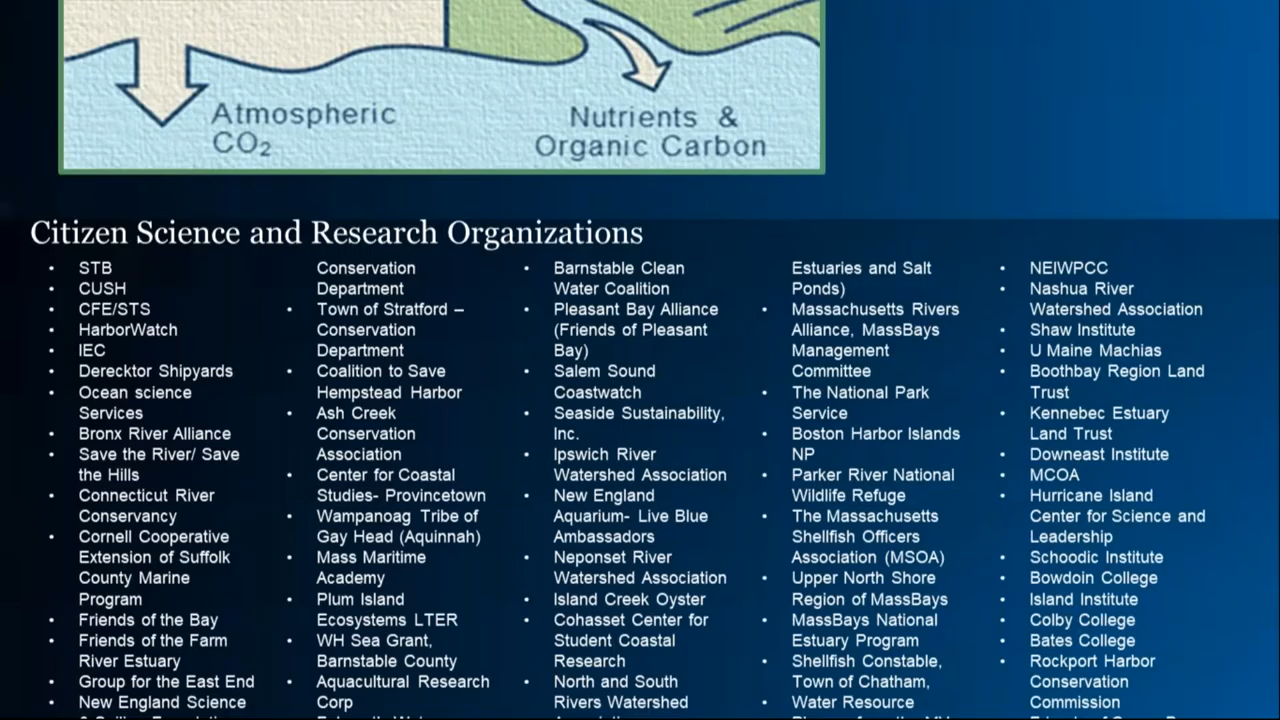 Atmospheric
CO₂
Nutrients &
Organic Carbon
Citizen Science and Research Organizations
• STB
• CUSH
• CFE/STS
• HarborWatch
• IEC
• Derecktor Shipyards
• Ocean science
Services
• Bronx River Alliance
• Save the River/ Save
the Hills
• Connecticut River
Conservancy
• Cornell Cooperative
Extension of Suffolk
County Marine
Program
• Friends of the Bay
• Friends of the Farm
River Estuary
• Group for the East End
• New England Science
Conservation
Department
• Town of Stratford –
Conservation
Department
• Coalition to Save
Hempstead Harbor
• Ash Creek
Conservation
Association
• Center for Coastal
Studies- Provincetown
• Wampanoag Tribe of
Gay Head (Aquinnah)
• Mass Maritime
Academy
• Plum Island
Ecosystems LTER
• WH Sea Grant,
Barnstable County
• Aquacultural Research
Corp
• Barnstable Clean
Water Coalition
• Pleasant Bay Alliance
(Friends of Pleasant
Bay)
• Salem Sound
Coastwatch
• Seaside Sustainability,
Inc.
• Ipswich River
Watershed Association
• New England
Aquarium- Live Blue
Ambassadors
• Neponset River
Watershed Association
• Island Creek Oyster
• Cohasset Center for
Student Coastal
Research
• North and South
Rivers Watershed
Estuaries and Salt
Ponds)
• Massachusetts Rivers
Alliance, MassBays
Management
Committee
• The National Park
Service
• Boston Harbor Islands
NP
• Parker River National
Wildlife Refuge
• The Massachusetts
Shellfish Officers
Association (MSOA)
• Upper North Shore
Region of MassBays
• MassBays National
Estuary Program
• Shellfish Constable,
Town of Chatham,
• Water Resource
• NEIWPCC
• Nashua River
Watershed Association
• Shaw Institute
• U Maine Machias
• Boothbay Region Land
Trust
• Kennebec Estuary
Land Trust
• Downeast Institute
• MCOA
• Hurricane Island
Center for Science and
Leadership
• Schoodic Institute
• Bowdoin College
• Island Institute
• Colby College
• Bates College
• Rockport Harbor
Conservation
Commission